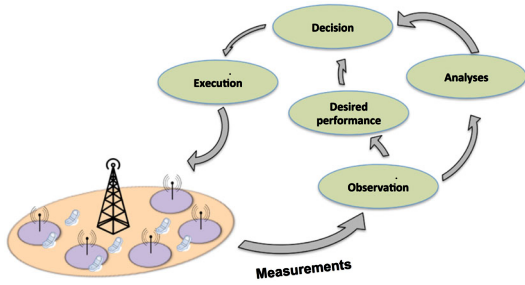 Decision
Execution
Analyses
Desired
performance
Observation
Measurements